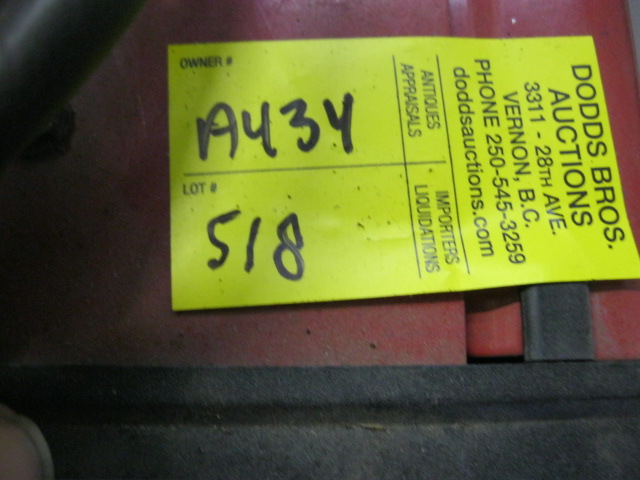 OWNER #
A434
LOT #
518
ANTIQUES
APPRAISALS
IMPORTERS
LIQUIDATIONS
DODDS BROS.
AUCTIONS
3311 - 28TH AVE.
VERNON, B.C.
PHONE 250-545-3259
doddsauctions.com